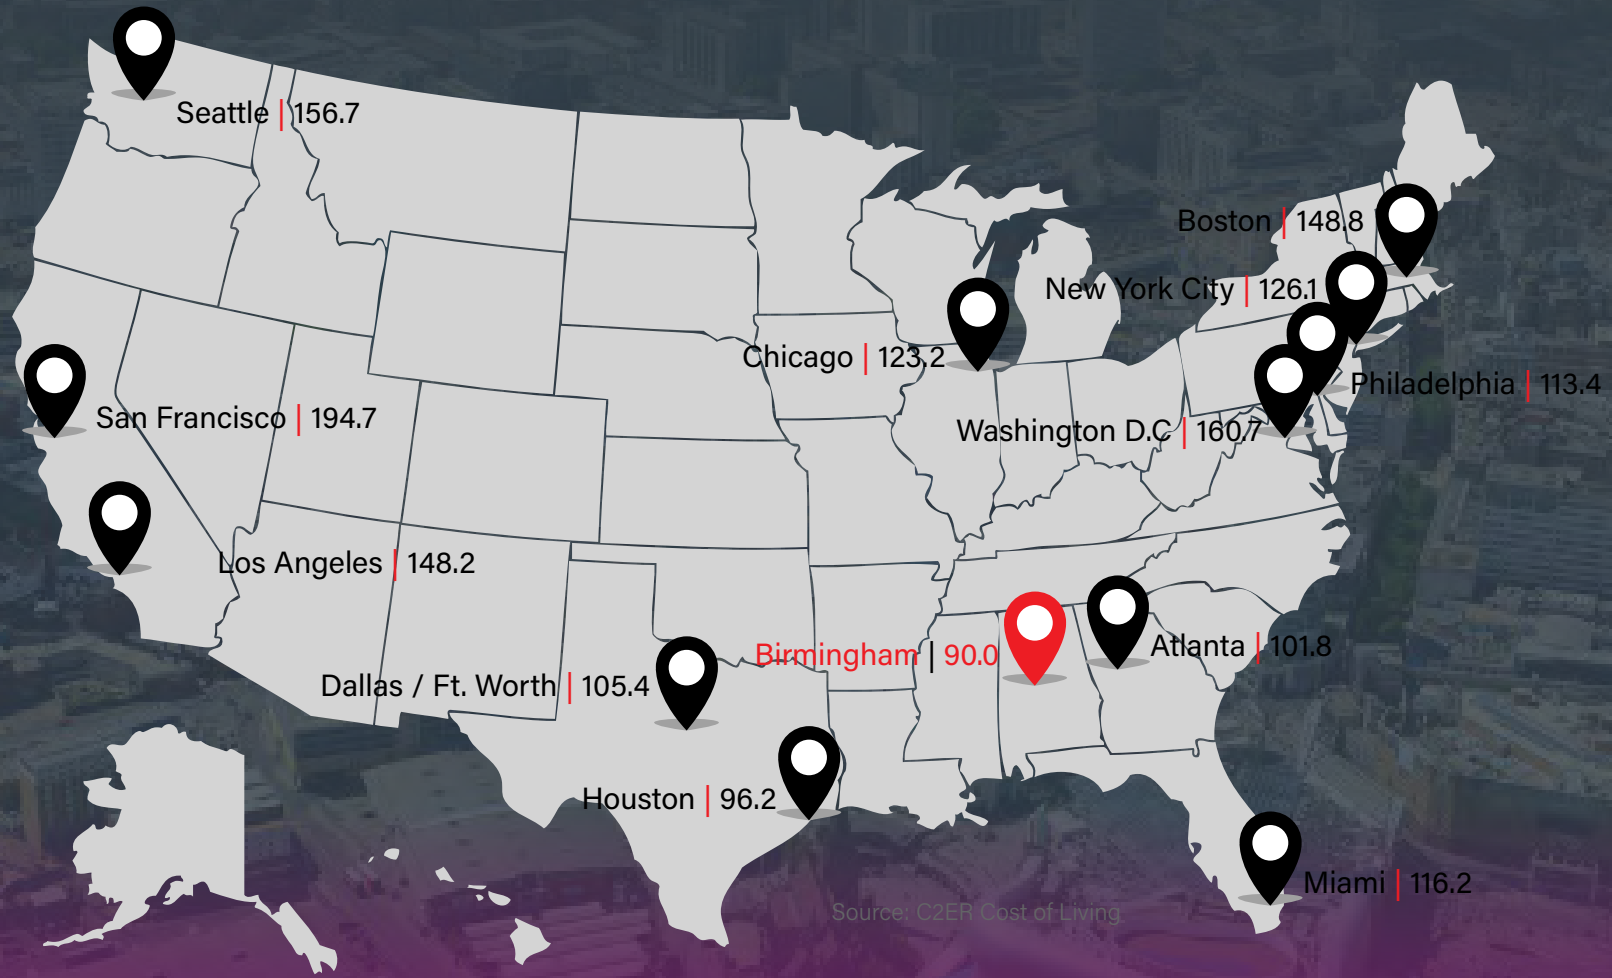 Seattle | 156.7
Boston | 148.8
New York City | 126.1
Chicago | 123.2
Philadelphia | 113.4
San Francisco | 194.7
Washington D.C | 160.7
Los Angeles | 148.2
Birmingham | 90.0
Atlanta | 101.8
Dallas / Ft. Worth | 105.4
Houston | 96.2
Miami | 116.2
Source: C2ER Cost of Living